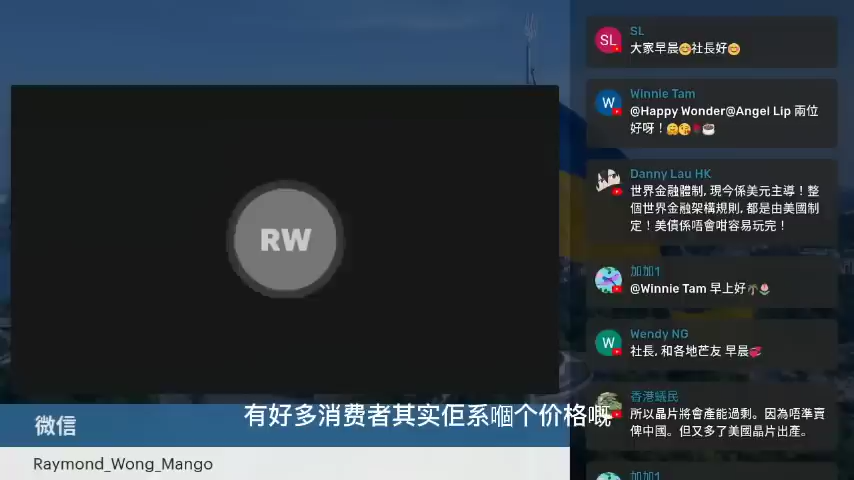 RW
有好多消费者其实佢系嗰个价格嘅
微信
Raymond_Wong_Mango
SL
SL
大家早晨😊社長好😊
W
Winnie Tam
@Happy Wonder@Angel Lip 兩位
好呀！🤗😘🌹☕
Danny Lau HK
世界金融體制, 現今係美元主導！整
個世界金融架構規則, 都是由美國制
定！美債係唔會咁容易玩完！
加加1
@Winnie Tam 早上好🌴🌷
W
Wendy NG
社長, 和各地芒友 早晨💞
香港蟻民
所以晶片將會產能過剩。因為唔準賣
俾中國。但又多了美國晶片出產。
加加1